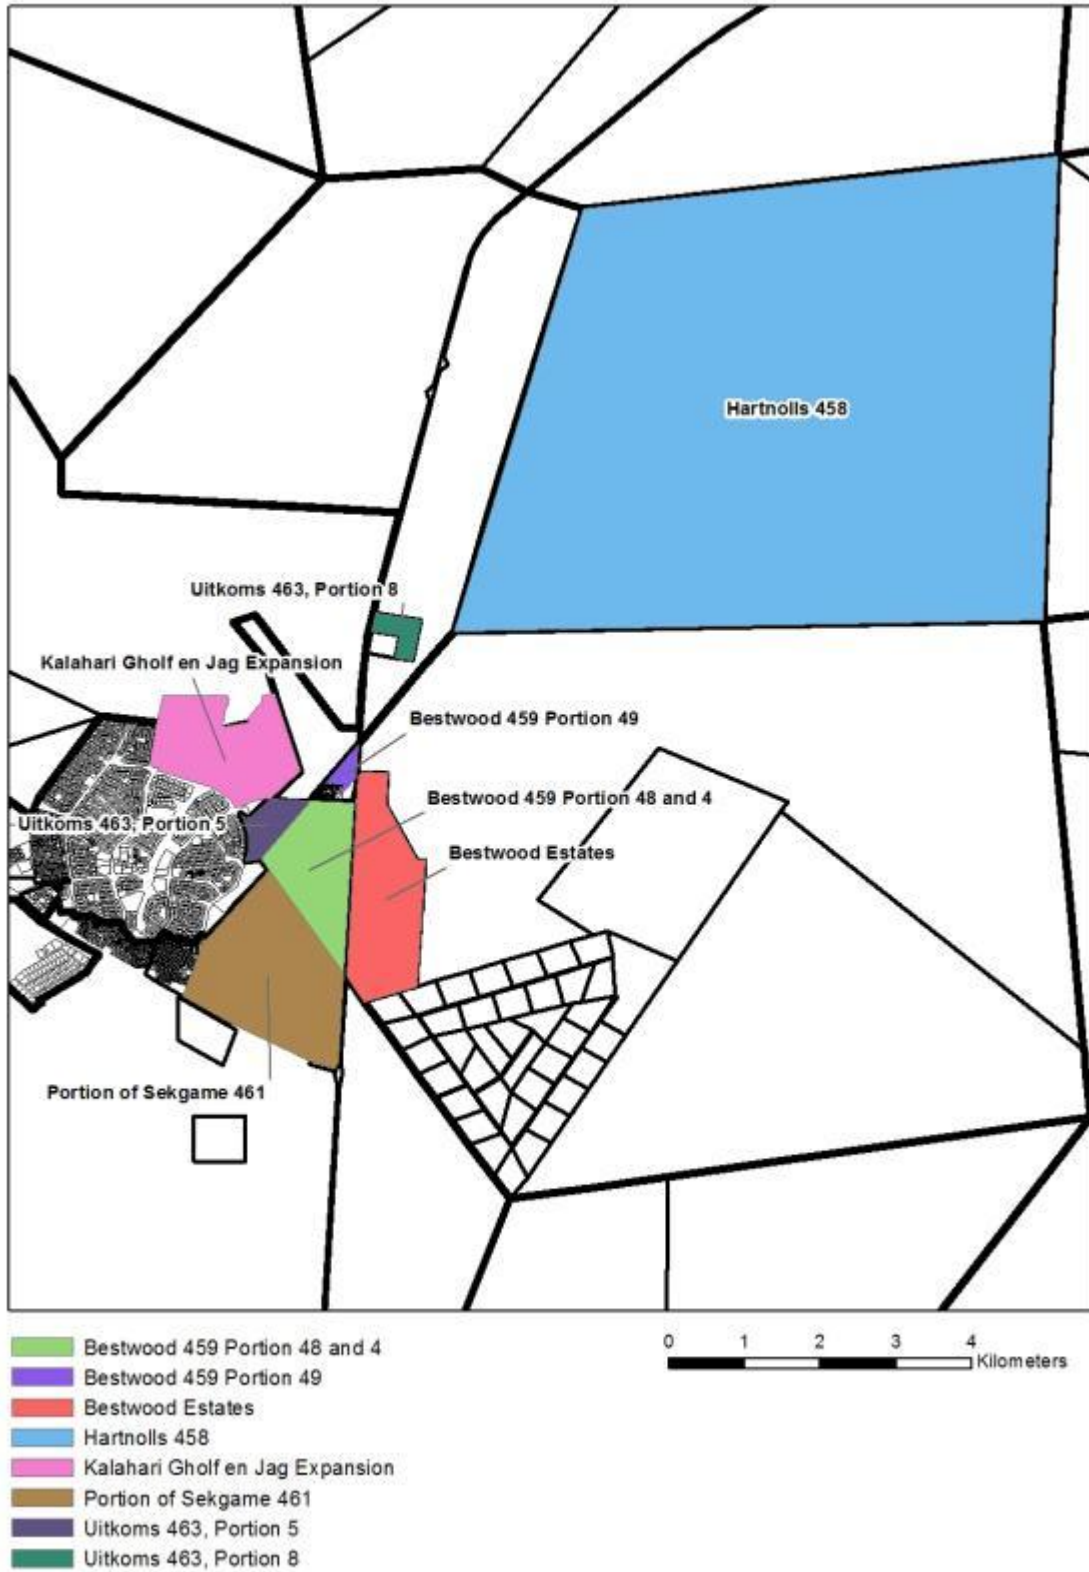 Hartnolls 458
Uitkoms 463, Portion 8
Kalahari Gholf en Jag Expansion
Bestwood 459 Portion 49
Bestwood 459 Portion 48 and 4
Uitkoms 463, Portion 5
Bestwood Estates
Portion of Sekgame 461
0 1 2 3 4
Kilometers
Bestwood 459 Portion 48 and 4
Bestwood 459 Portion 49
Bestwood Estates
Hartnolls 458
Kalahari Gholf en Jag Expansion
Portion of Sekgame 461
Uitkoms 463, Portion 5
Uitkoms 463, Portion 8